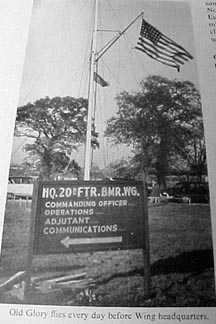 HQ. 20TH FTR. BMR. WG.
COMMANDING OFFICER
OPERATIONS
ADJUTANT
COMMUNICATIONS
Old Glory flies every day before Wing headquarters.